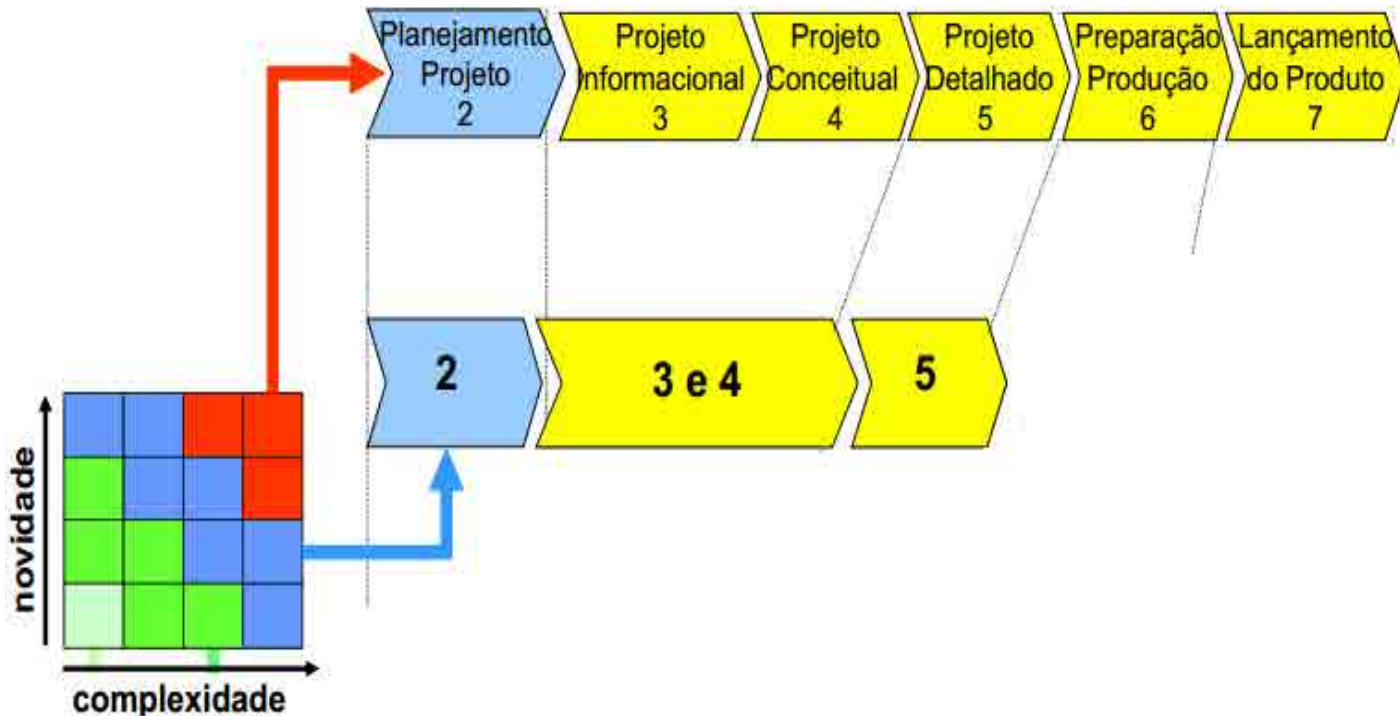 Planejamento
Projeto
2
Projeto
Informacional
3
Projeto
Conceitual
4
Projeto
Detalhado
5
Preparação
Produção
6
Lançamento
do Produto
7
2
3 e 4
5
novidade
complexidade